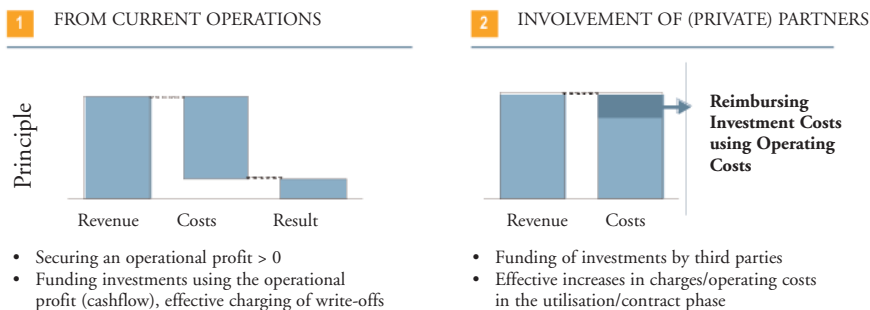 1 FROM CURRENT OPERATIONS
Principle
Revenue Costs Result
• Securing an operational profit > 0
• Funding investments using the operational
profit (cashflow), effective charging of write-offs
2 INVOLVEMENT OF (PRIVATE) PARTNERS
Reimbursing
Investment Costs
using Operating
Costs
Revenue Costs
• Funding of investments by third parties
• Effective increases in charges/operating costs
in the utilisation/contract phase